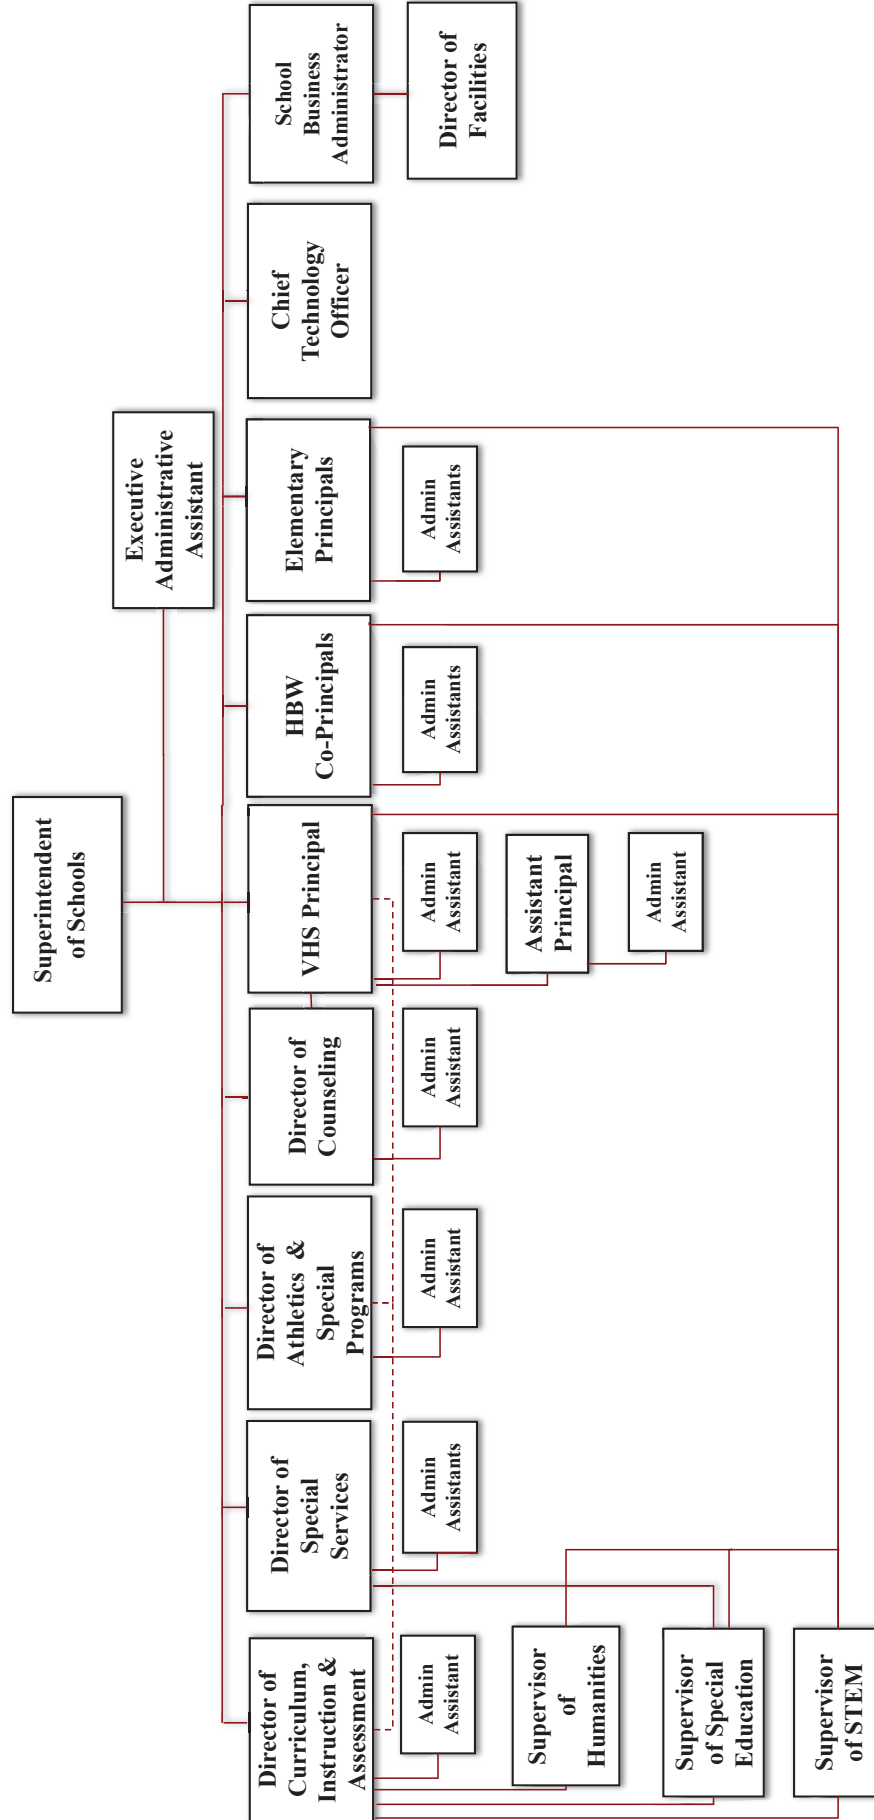 Superintendent
of Schools
Executive
Administrative
Assistant
Director of
Curriculum,
Instruction &
Assessment
Director of
Special
Services
Director of
Athletics &
Special
Programs
Director of
Counseling
VHS Principal
HBW
Co-Principals
Elementary
Principals
Chief
Technology
Officer
School
Business
Administrator
Admin
Assistant
Admin
Assistants
Admin
Assistant
Admin
Assistant
Admin
Assistant
Admin
Assistants
Admin
Assistants
Director of
Facilities
Supervisor
of
Humanities
Assistant
Principal
Supervisor
of Special
Education
Admin
Assistant
Supervisor
of STEM